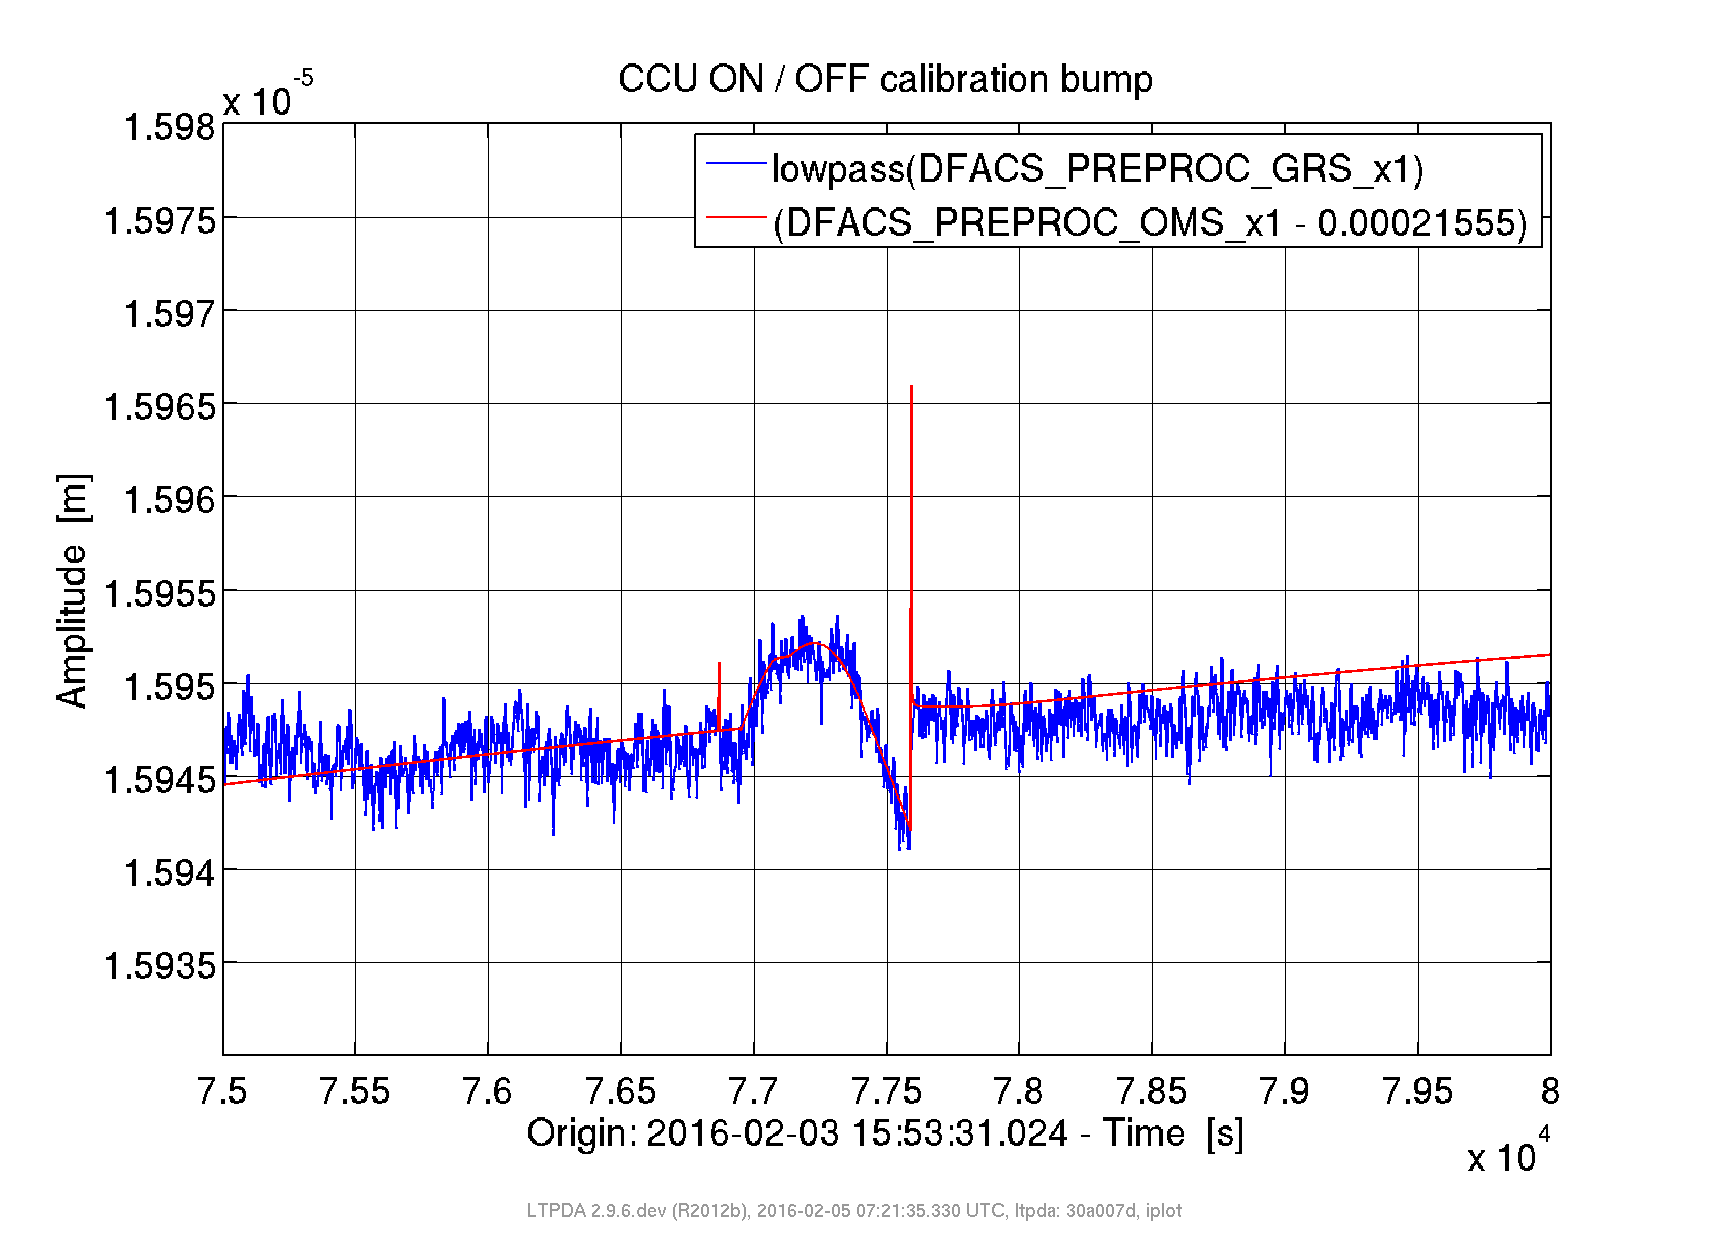 CCU ON / OFF calibration bump
x 10^-5
lowpass(DFACS_PREPROC_GRS_x1)
(DFACS_PREPROC_OMS_x1 - 0.00021555)
1.598
1.5975
1.597
1.5965
1.596
1.5955
1.595
1.5945
1.594
1.5935
Amplitude [m]
7.5 7.55 7.6 7.65 7.7 7.75 7.8 7.85 7.9 7.95 8
Origin: 2016-02-03 15:53:31.024 - Time [s]
x 10^4
LTPDA 2.9.6.dev (R2012b), 2016-02-05 07:21:35.330 UTC, ltpda: 30a007d, iplot